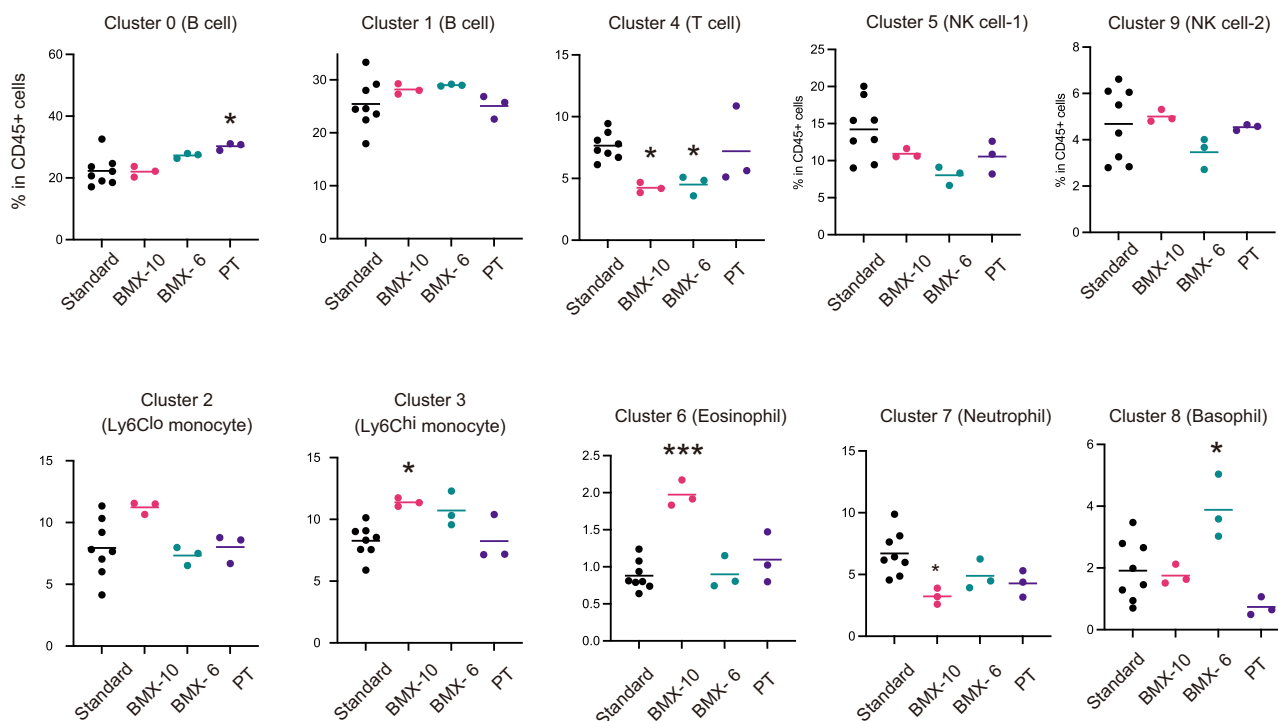 Cluster 0 (B cell)
Cluster 1 (B cell)
Cluster 4 (T cell)
Cluster 5 (NK cell-1)
Cluster 9 (NK cell-2)
% in CD45+ cells
60
40
20
0
*
Standard
BMX-10
BMX- 6
PT
30
20
10
0
Standard
BMX-10
BMX- 6
PT
15
10
5
0
*
*
Standard
BMX-10
BMX- 6
PT
% in CD45+ cells
25
20
15
10
5
0
Standard
BMX-10
BMX- 6
PT
% in CD45+ cells
8
6
4
2
0
Standard
BMX-10
BMX- 6
PT
Cluster 2
(Ly6Clo monocyte)
15
10
5
0
Standard
BMX-10
BMX- 6
PT
Cluster 3
(Ly6Chi monocyte)
15
10
5
0
*
Standard
BMX-10
BMX- 6
PT
Cluster 6 (Eosinophil)
2.5
2.0
1.5
1.0
0.5
0.0
***
Standard
BMX-10
BMX- 6
PT
Cluster 7 (Neutrophil)
15
10
5
0
*
Standard
BMX-10
BMX- 6
PT
Cluster 8 (Basophil)
6
4
2
0
*
Standard
BMX-10
BMX- 6
PT